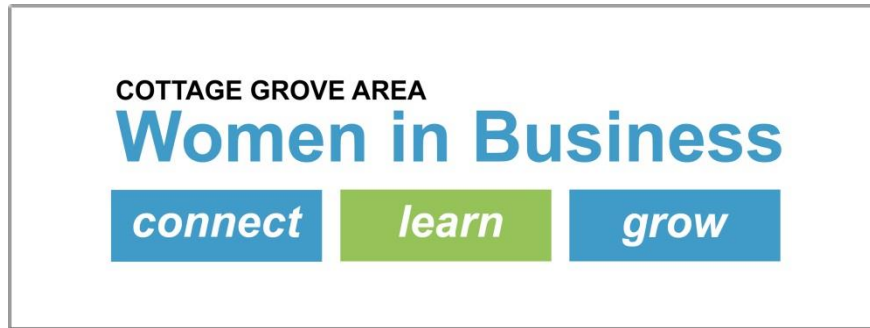 COTTAGE GROVE AREA
Women in Business
connect learn grow